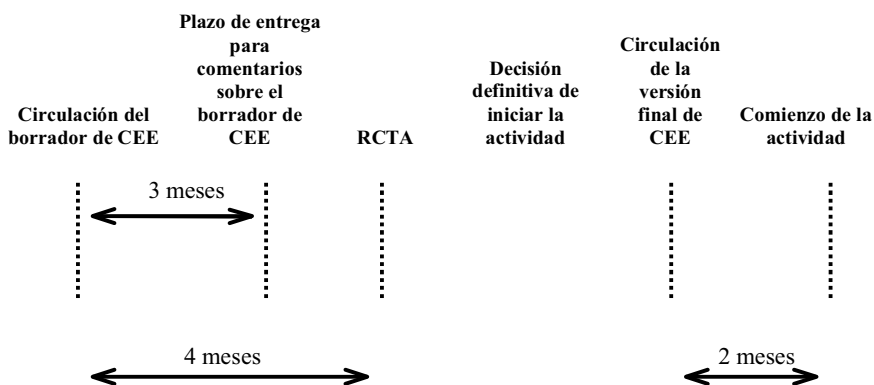 Circulación del
borrador de CEE
Plazo de entrega
para
comentarios
sobre el
borrador de
CEE
RCTA
Decisión
definitiva de
iniciar la
actividad
Circulación
de la
versión
final de
CEE
Comienzo de la
actividad
3 meses
4 meses
2 meses